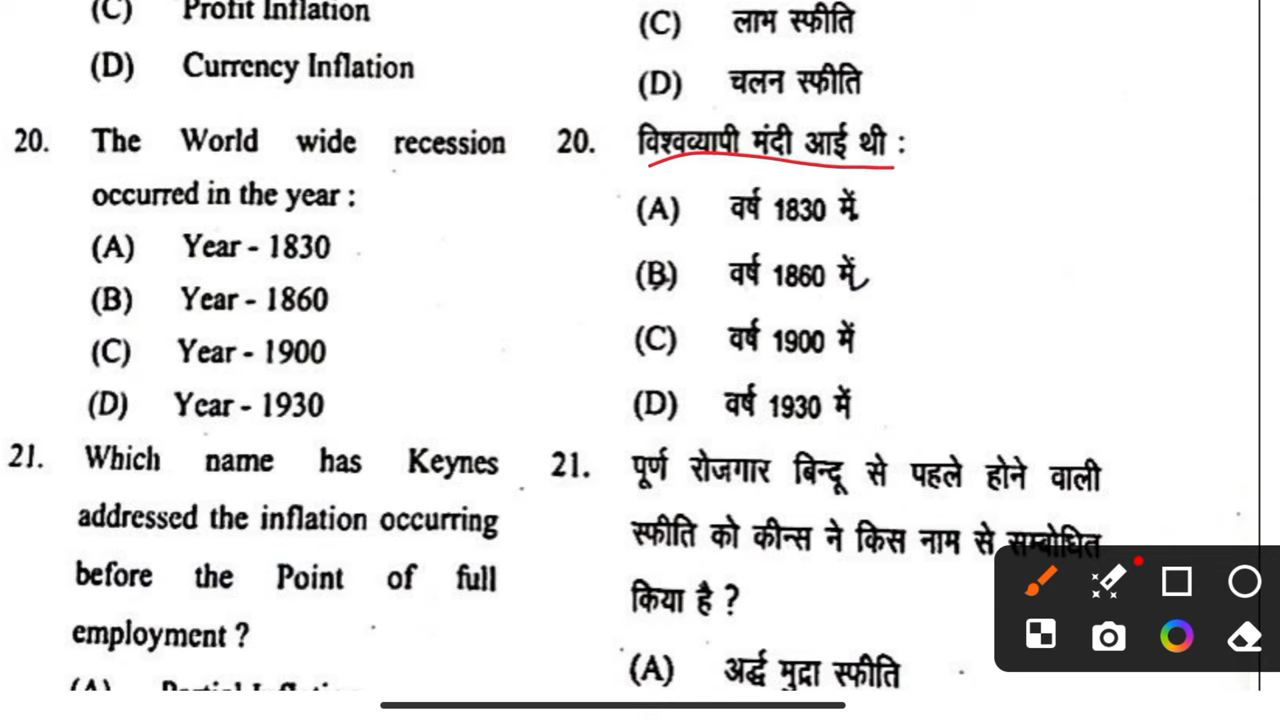 (C) Profit Inflation
(D) Currency Inflation
20. The World wide recession
occurred in the year :
(A) Year - 1830
(B) Year - 1860
(C) Year - 1900
(D) Year - 1930
21. Which name has Keynes
addressed the inflation occurring
before the Point of full
employment ?
(A) Partial Inflation
(C) लाभ स्फीति
(D) चलन स्फीति
20. विश्वव्यापी मंदी आई थी :
(A) वर्ष 1830 में
(B) वर्ष 1860 में
(C) वर्ष 1900 में
(D) वर्ष 1930 में
21. पूर्ण रोजगार बिन्दू से पहले होने वाली
स्फीति को कीन्स ने किस नाम से सम्बोधित
किया है ?
(A) अर्द्ध मुद्रा स्फीति